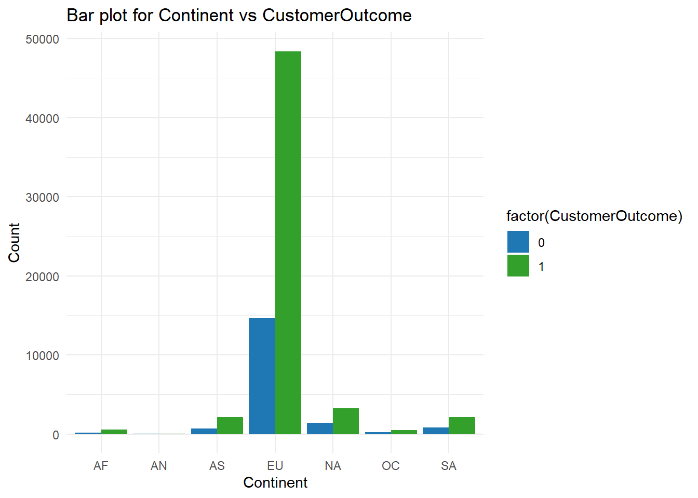 Bar plot for Continent vs CustomerOutcome
50000
40000
30000
20000
10000
0
Count
AF AN AS EU NA OC SA
Continent
factor(CustomerOutcome)
0
1